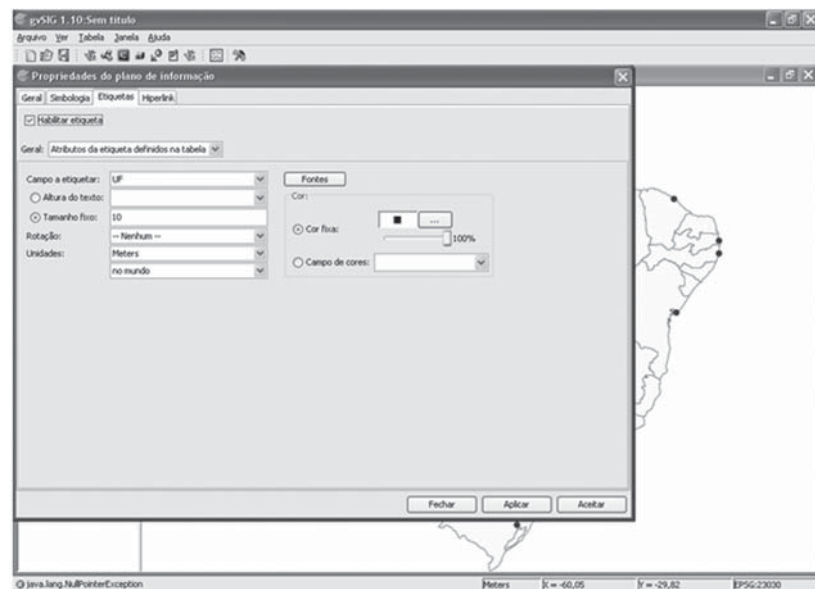 gvSIG 1.10:Sem título
Arquivo Ver Tabela Janela Ajuda
Propriedades do plano de informação
Geral Simbologia Etiquetas Hiperlink
Habilitar etiqueta
Geral: Atributos da etiqueta definidos na tabela
Campo a etiquetar: UF
Fontes
Altura do texto:
Cor:
Tamanho fixo: 10
Cor fixa: ...
100%
Rotação: -- Nenhum --
Unidades: Meters
Campo de cores:
no mundo
Fechar Aplicar Aceitar
java.lang.NullPointerException Meters X = -60,05 Y = -29,82 EPSG:23030